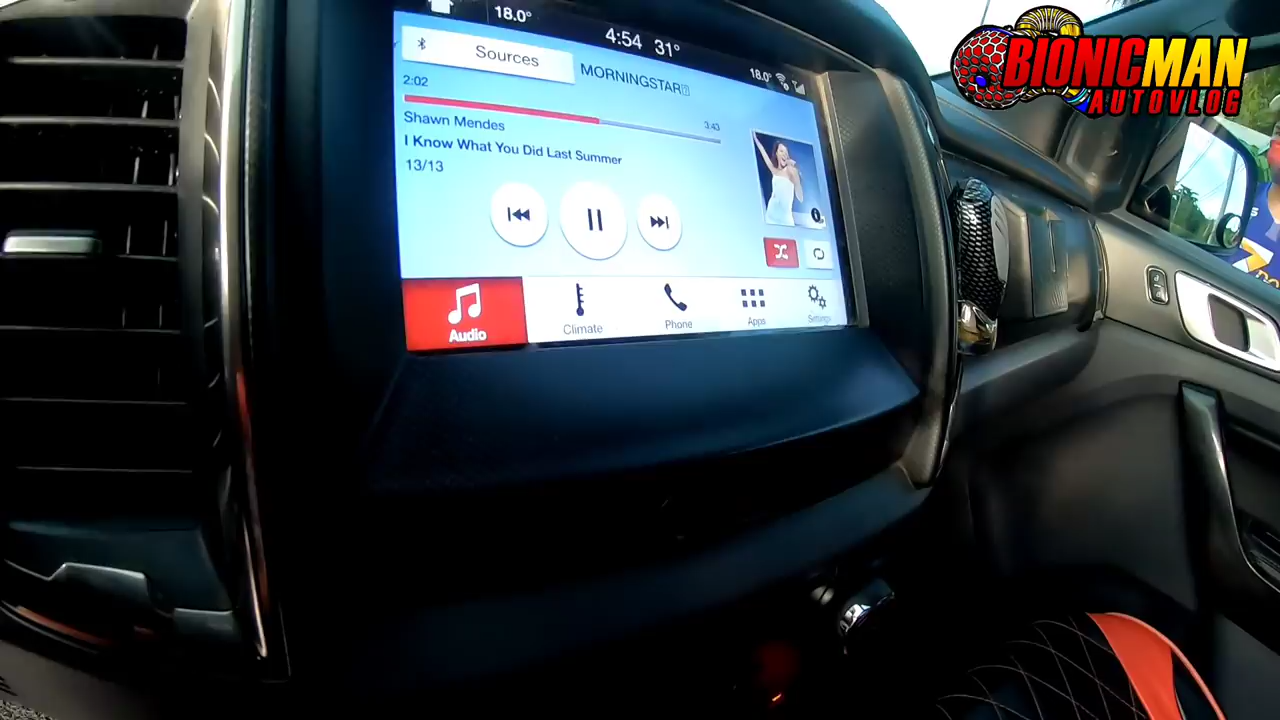 18.0°
4:54 31°
18.0°
Sources
MORNINGSTAR
2:02
3:43
Shawn Mendes
I Know What You Did Last Summer
13/13
Audio
Climate
Phone
Apps
Settings
BIONICMAN
AUTOVLOG